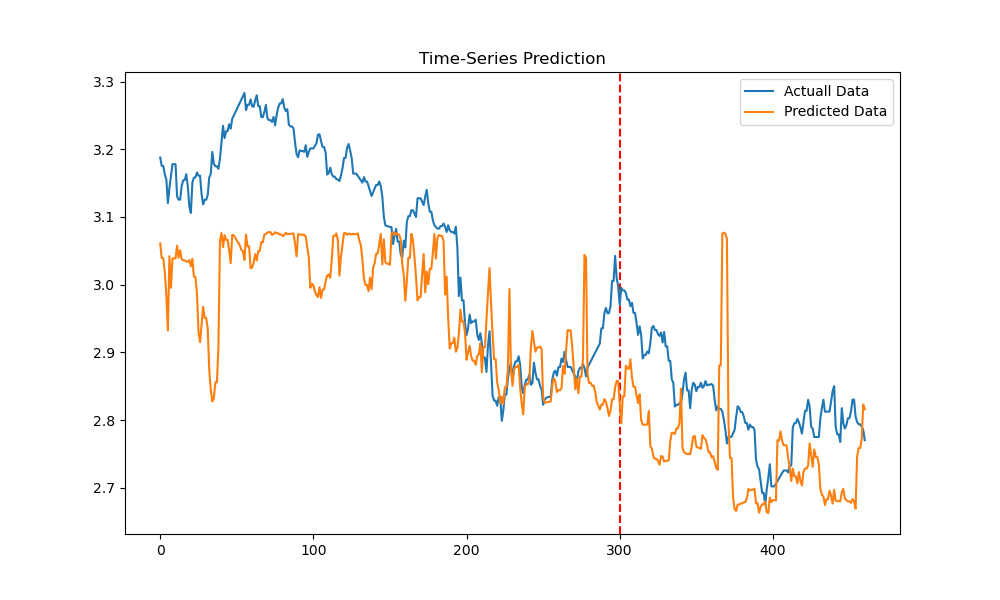 Time-Series Prediction
Actuall Data
Predicted Data
3.3
3.2
3.1
3.0
2.9
2.8
2.7
0 100 200 300 400